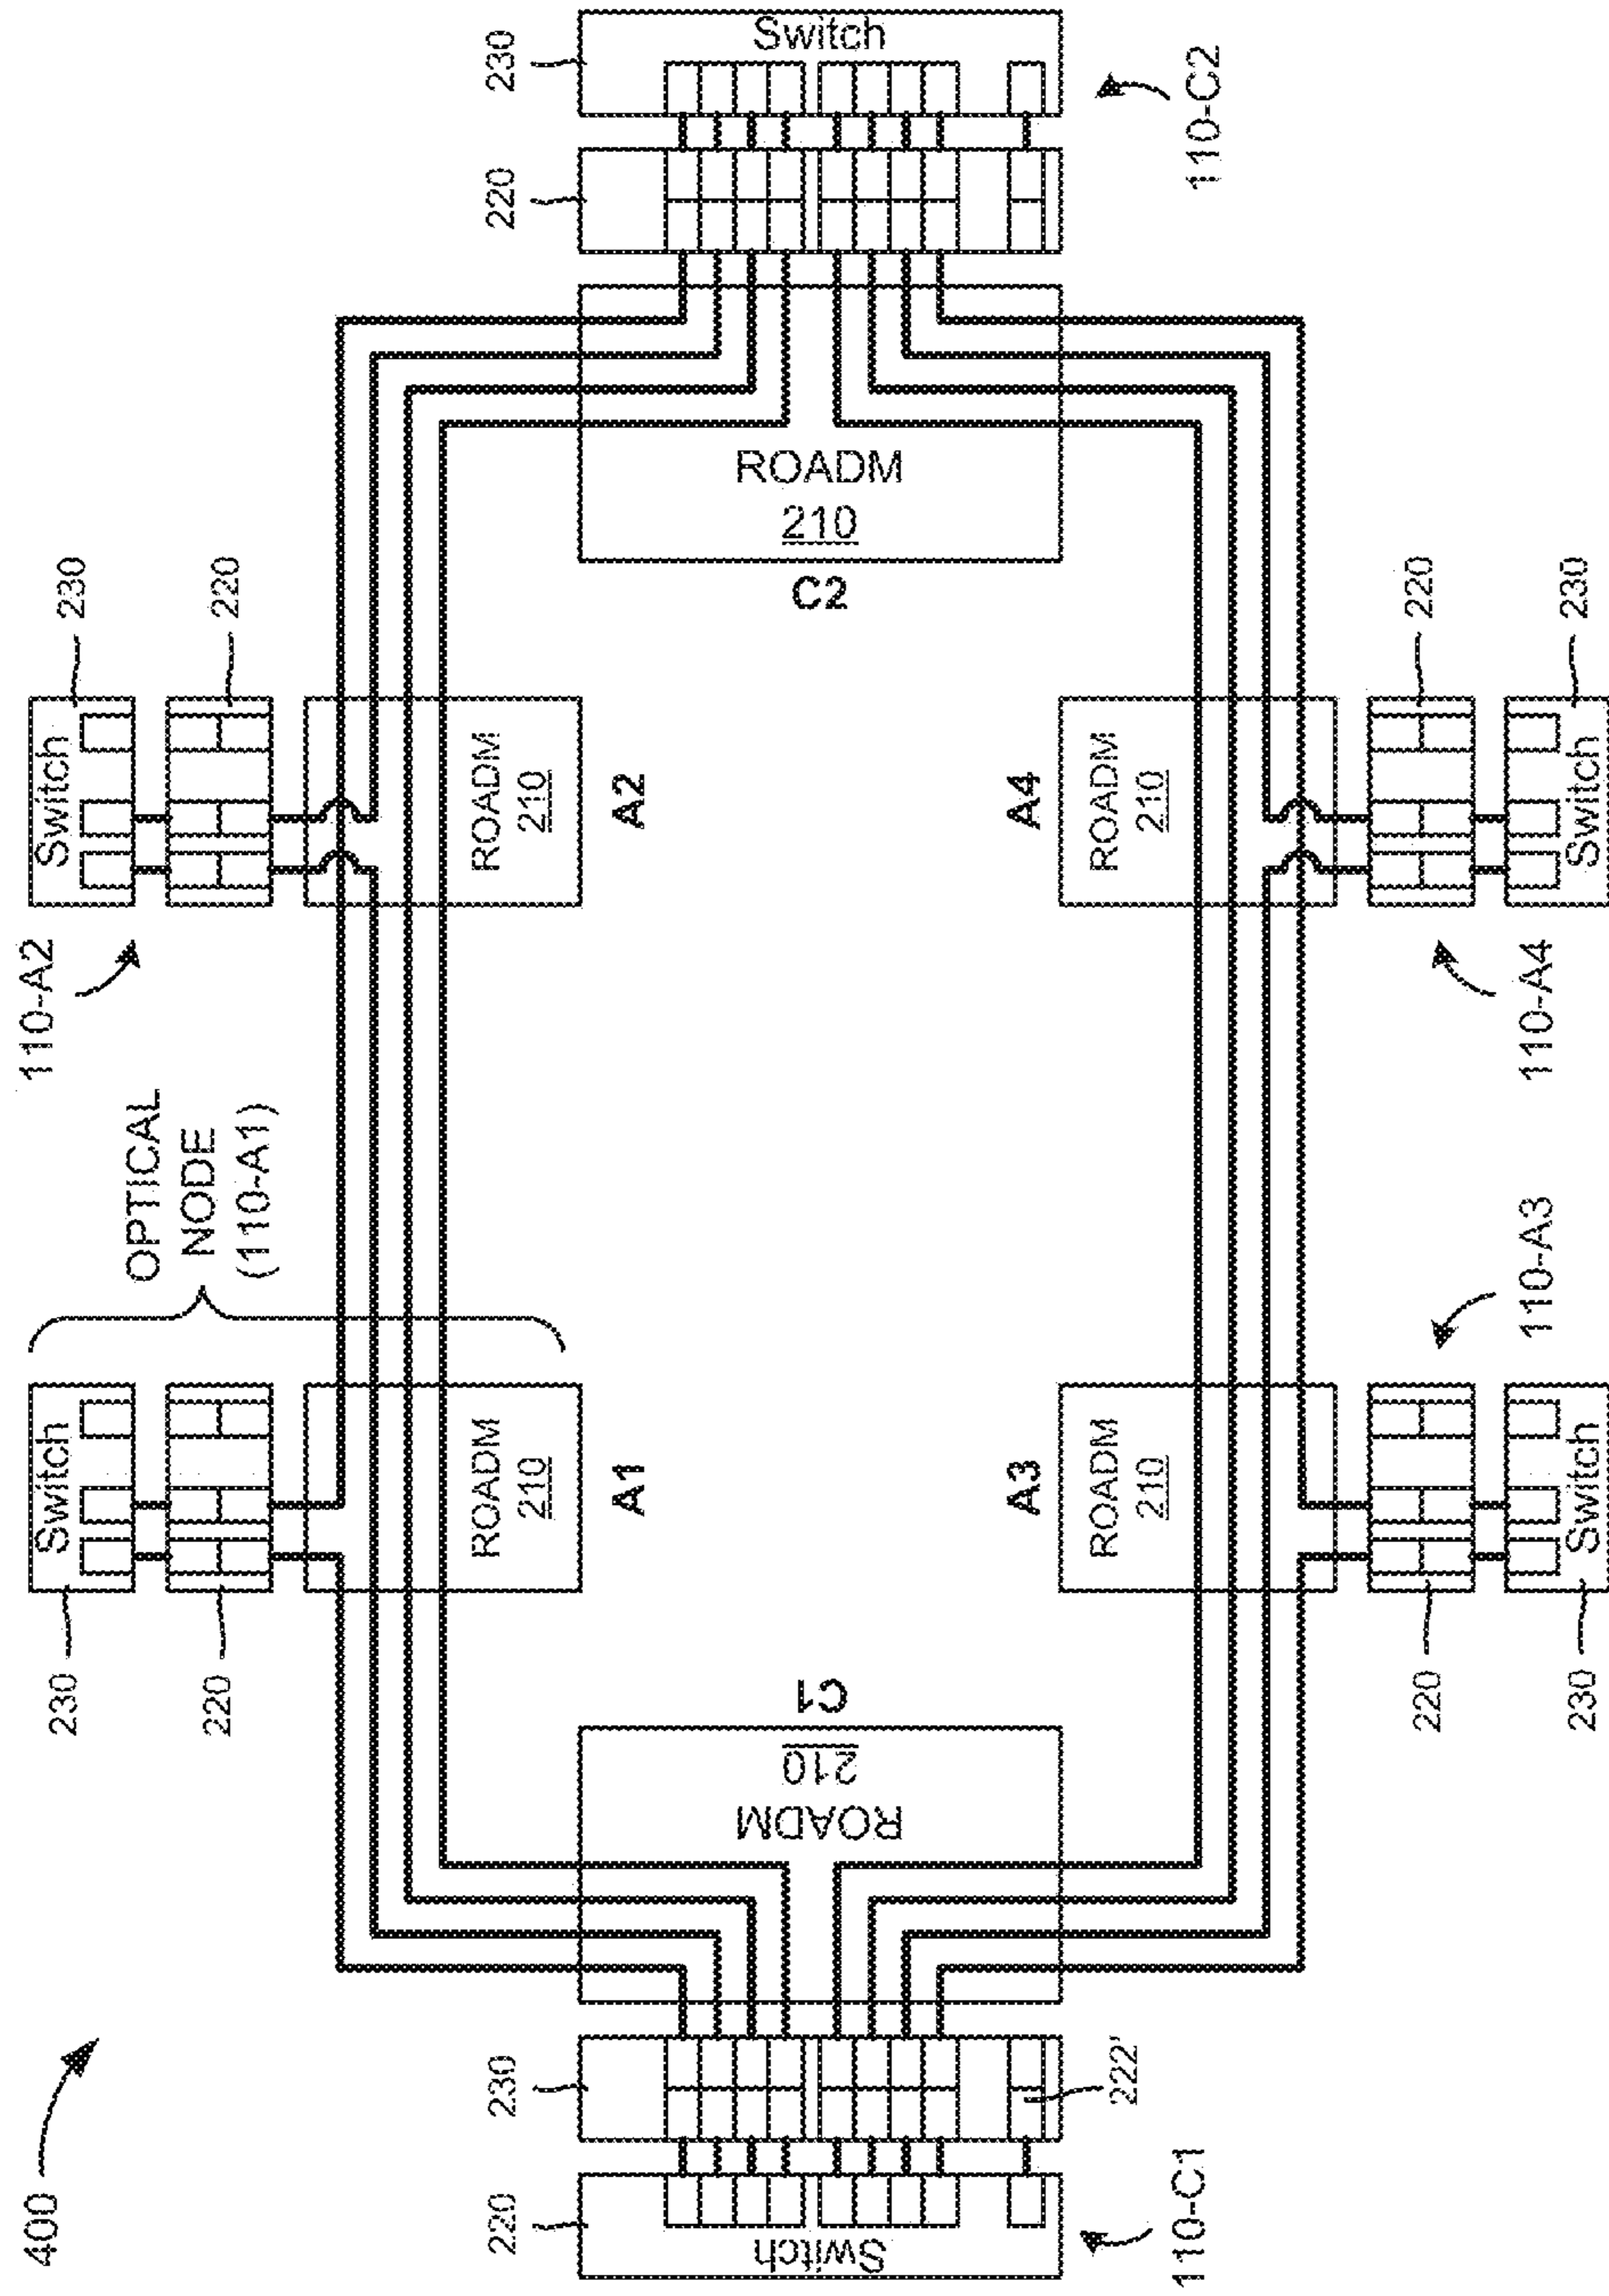 400
110-C1
220
Switch
230
222'
ROADM
210
C1
230
220
Switch
ROADM
210
A1
OPTICAL
NODE
(110-A1)
110-A2
230
220
Switch
ROADM
210
A2
A3
ROADM
210
Switch
220
230
110-A3
A4
ROADM
210
Switch
220
230
110-A4
C2
ROADM
210
220
230
Switch
110-C2